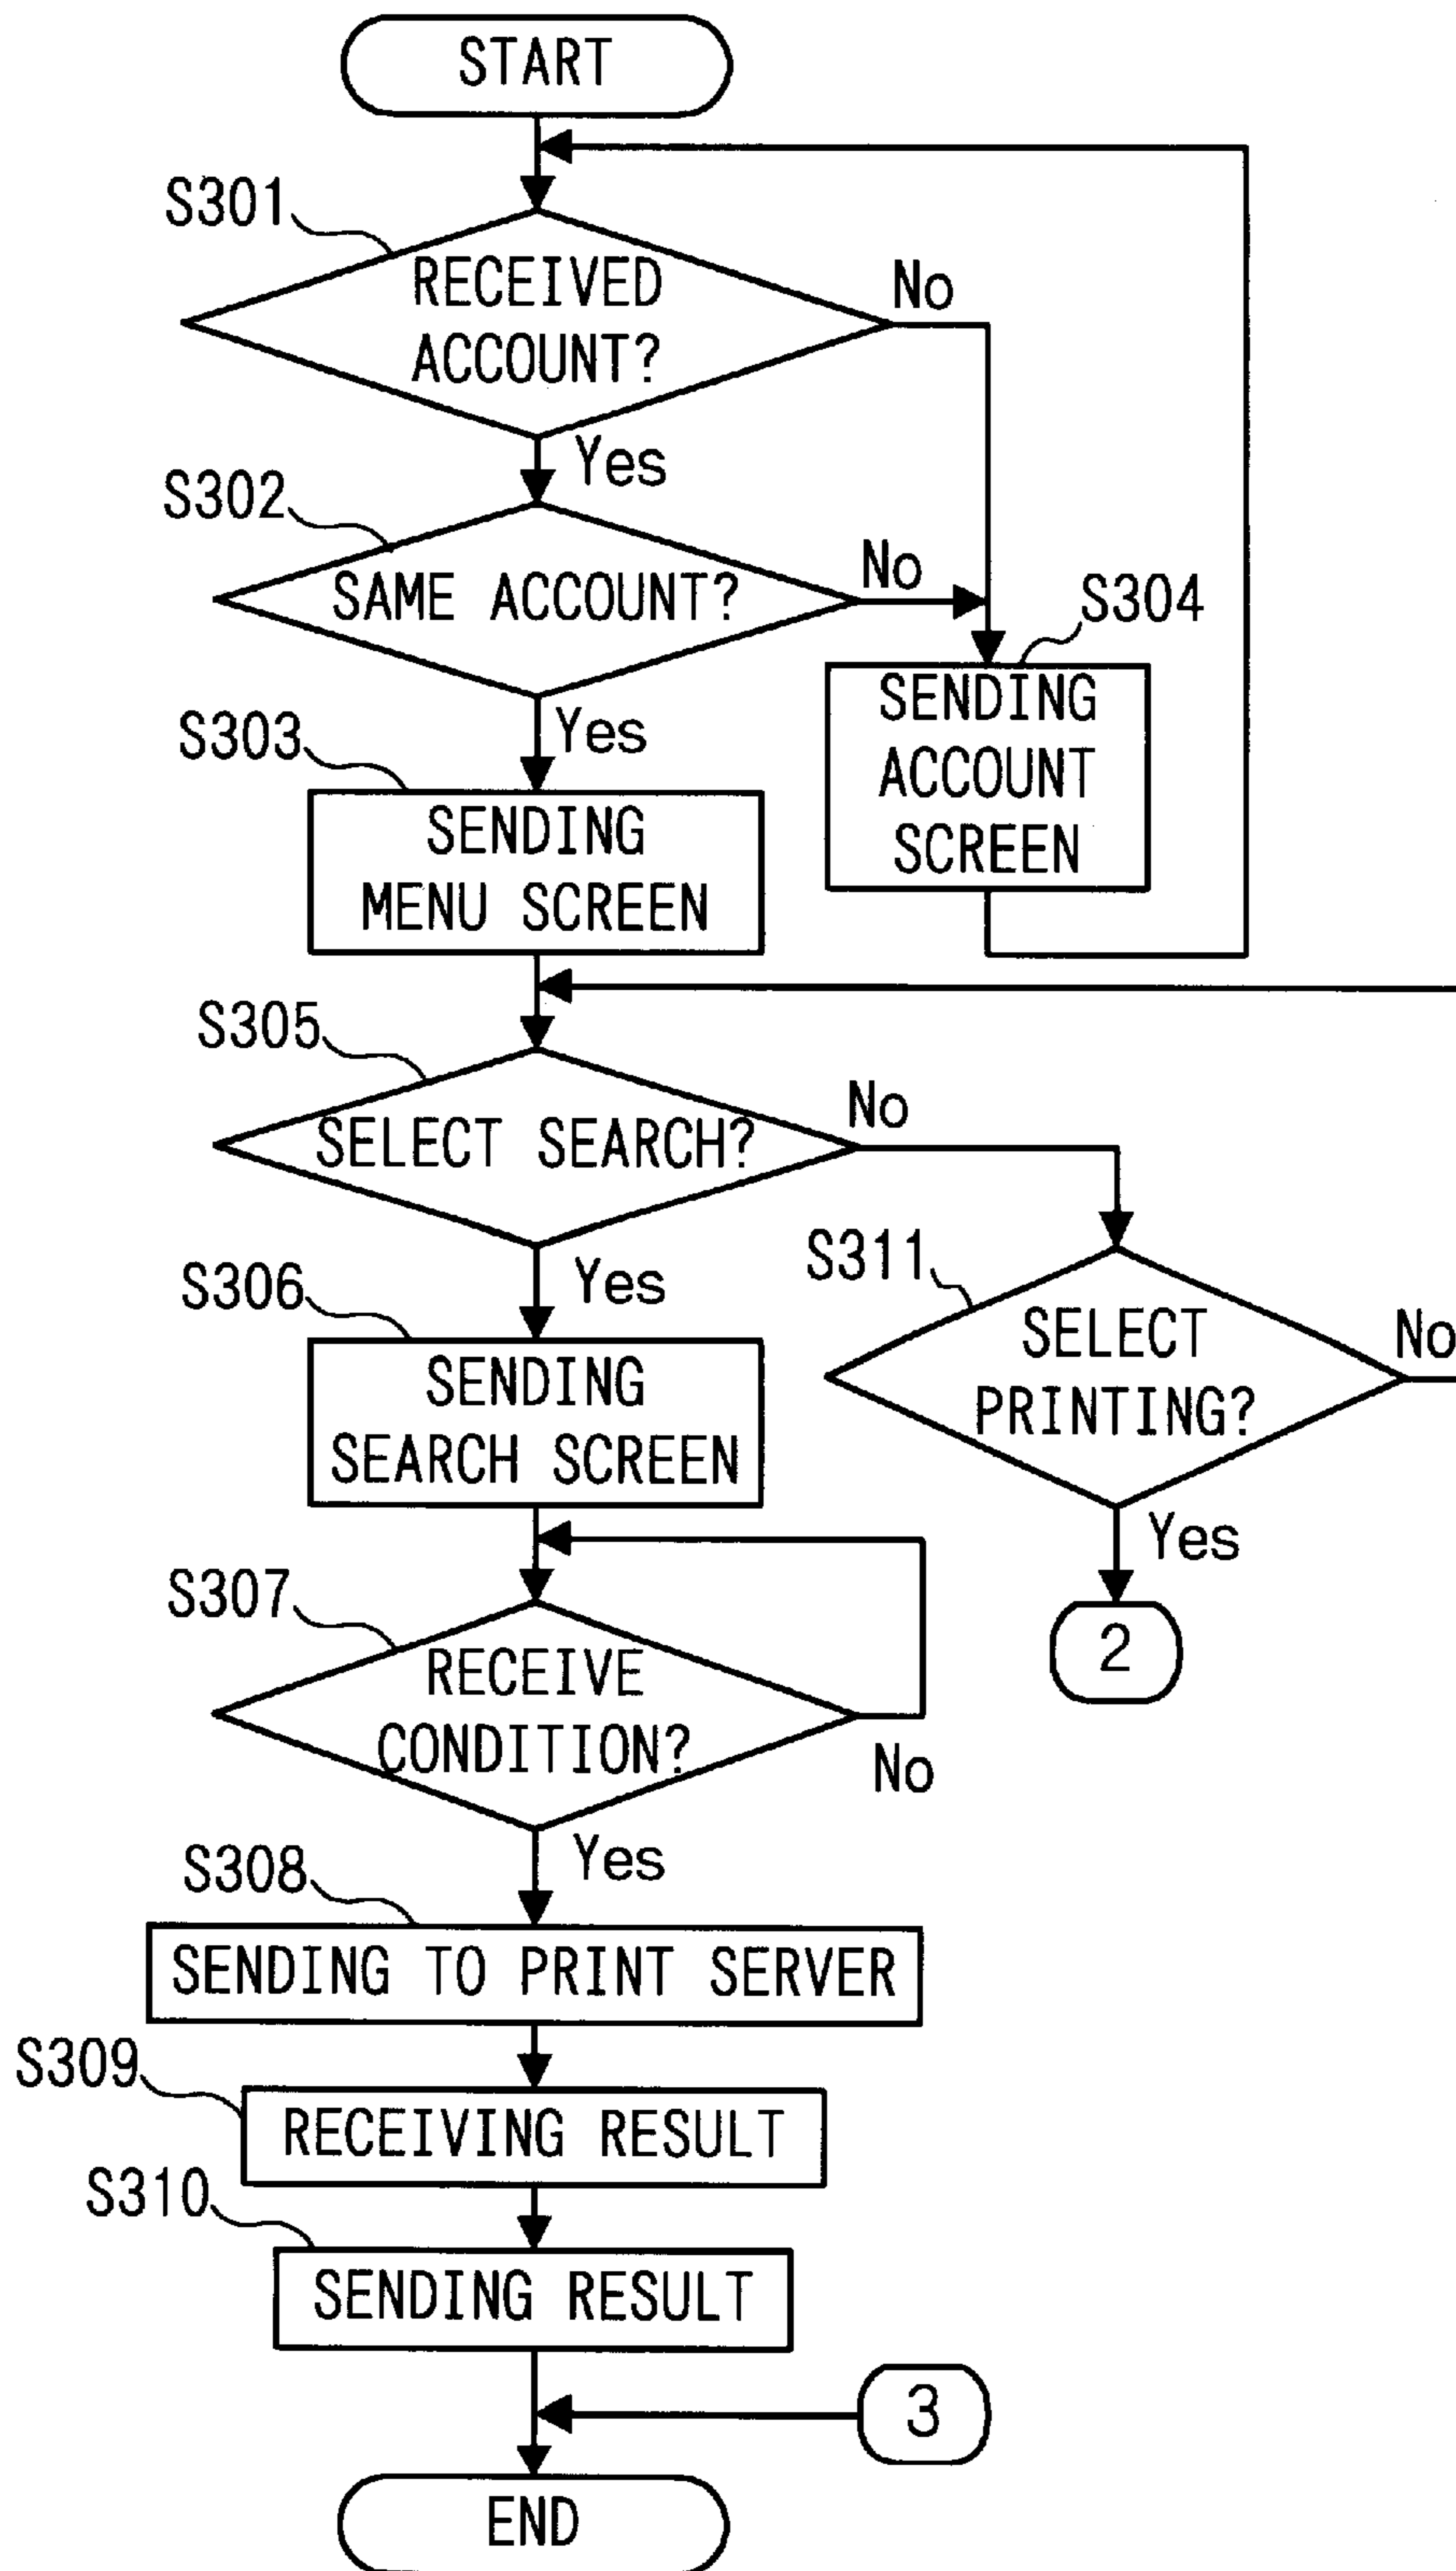 START
S301
RECEIVED
ACCOUNT?
No
Yes
S302
SAME ACCOUNT?
No
S304
SENDING
ACCOUNT
SCREEN
Yes
S303
SENDING
MENU SCREEN
S305
SELECT SEARCH?
No
Yes
S311
SELECT
PRINTING?
No
Yes
2
S306
SENDING
SEARCH SCREEN
S307
RECEIVE
CONDITION?
No
Yes
S308
SENDING TO PRINT SERVER
S309
RECEIVING RESULT
S310
SENDING RESULT
3
END